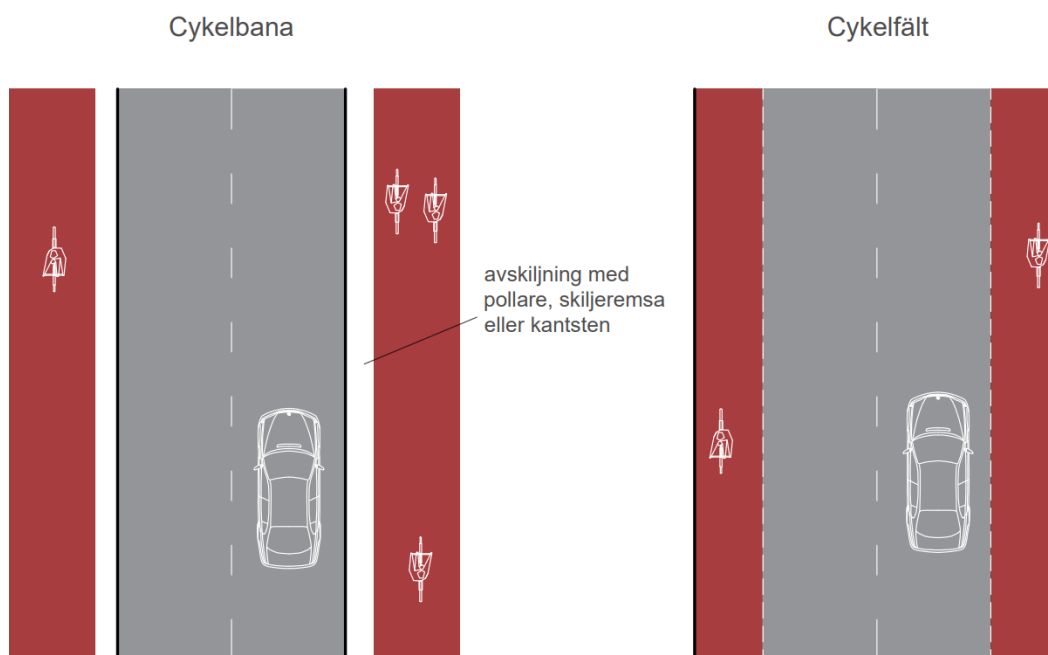 Cykelbana
Cykelfält
avskiljning med
pollare, skiljeremsa
eller kantsten